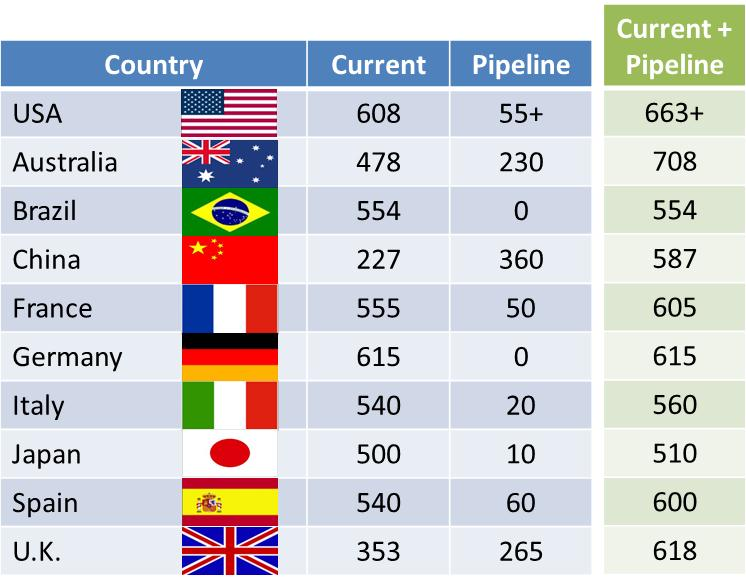 Country Current Pipeline Current +
Pipeline
USA 608 55+ 663+
Australia 478 230 708
Brazil 554 0 554
China 227 360 587
France 555 50 605
Germany 615 0 615
Italy 540 20 560
Japan 500 10 510
Spain 540 60 600
U.K. 353 265 618